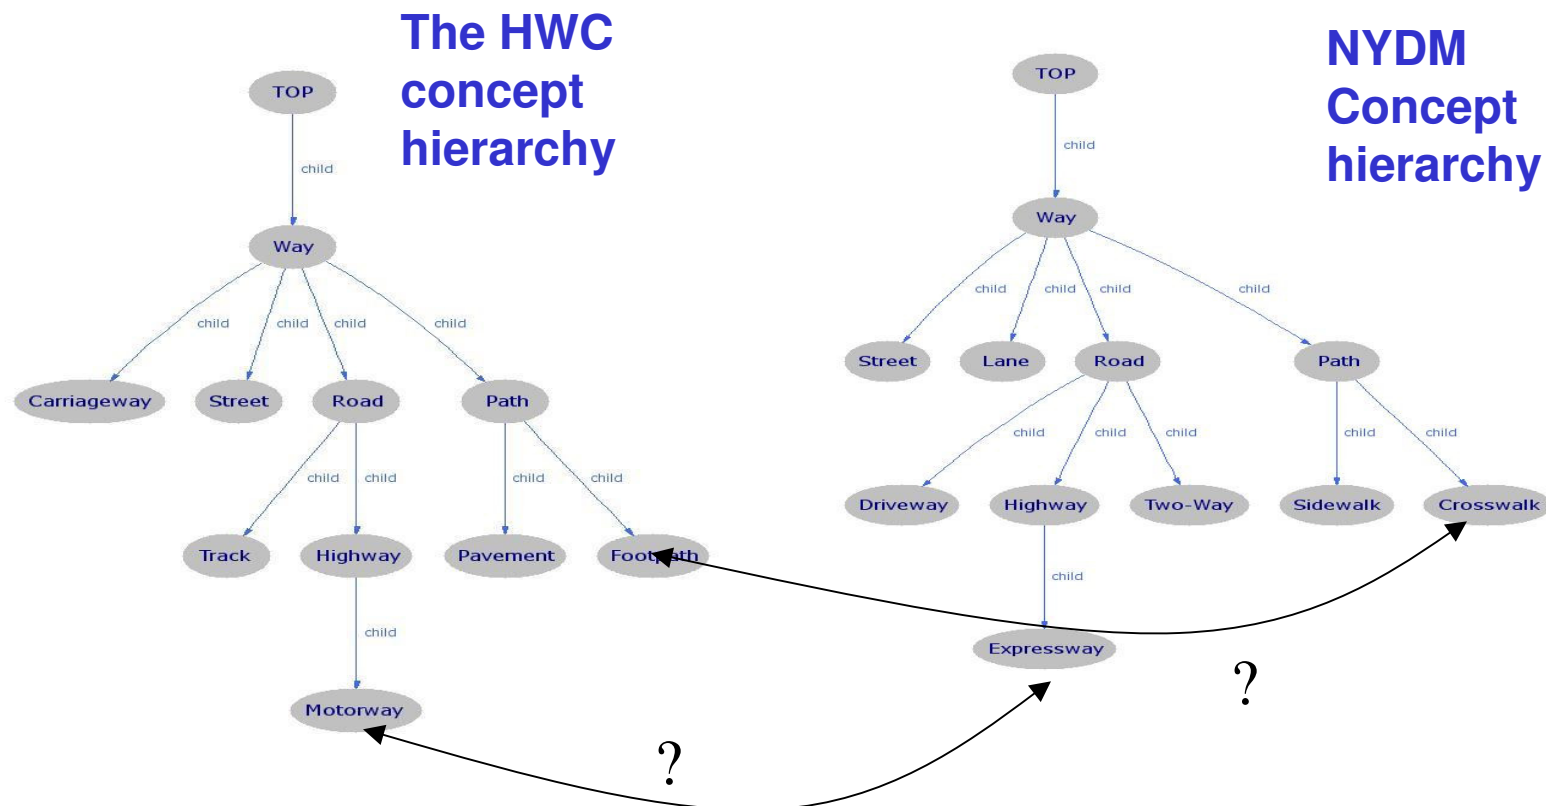 The HWC
concept
hierarchy
TOP
child
Way
child child child child
Carriageway Street Road Path
child child child child
Track Highway Pavement Footpath
child
Motorway
?
NYDM
Concept
hierarchy
TOP
child
Way
child child child child
Street Lane Road Path
child child child child child
Driveway Highway Two-Way Sidewalk Crosswalk
child
Expressway
?